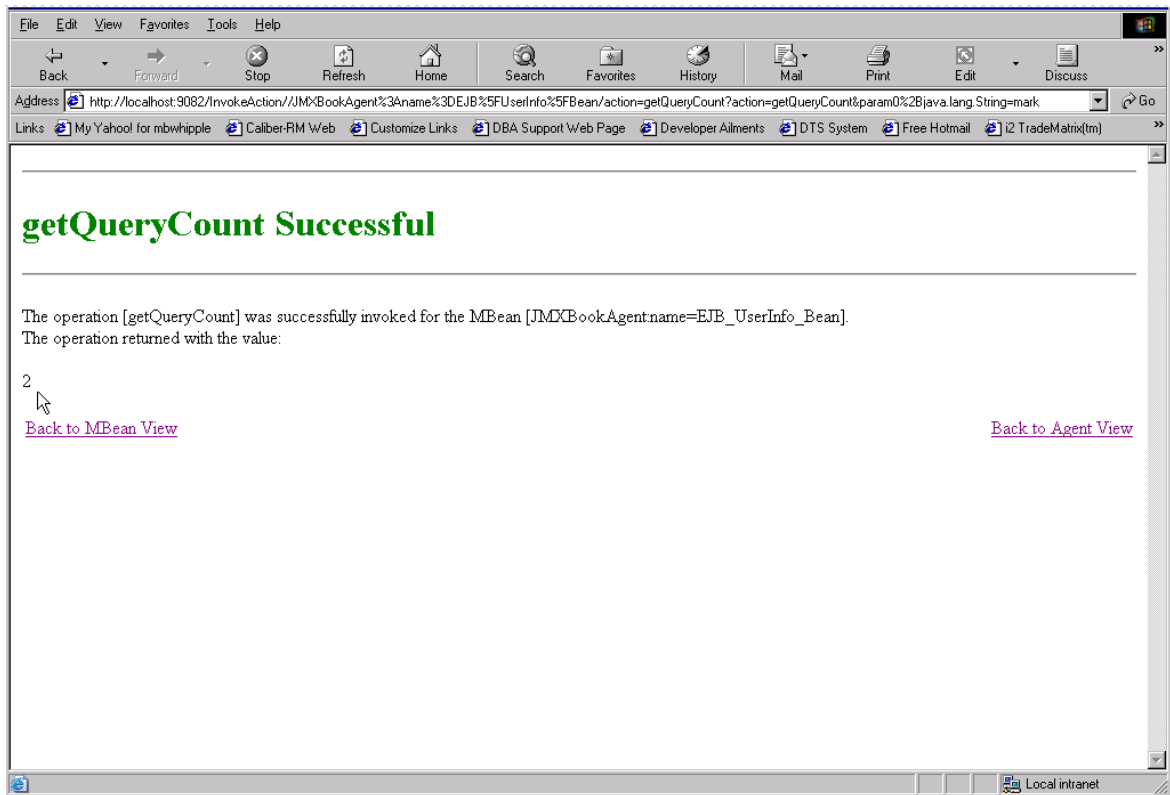 File Edit View Favorites Tools Help
Back Forward Stop Refresh Home Search Favorites History Mail Print Edit Discuss »
Address http://localhost:9082/InvokeAction//JMXBookAgent%3Aname%3DEJB%5FUserInfo%5FBean/action=getQueryCount?action=getQueryCount&param0%2Bjava.lang.String=mark Go
Links My Yahoo! for mbwhipple Caliber-RM Web Customize Links DBA Support Web Page Developer Ailments DTS System Free Hotmail i2 TradeMatrix(tm) »
getQueryCount Successful
The operation [getQueryCount] was successfully invoked for the MBean [JMXBookAgent:name=EJB_UserInfo_Bean].
The operation returned with the value:
2
Back to MBean View Back to Agent View
Local intranet